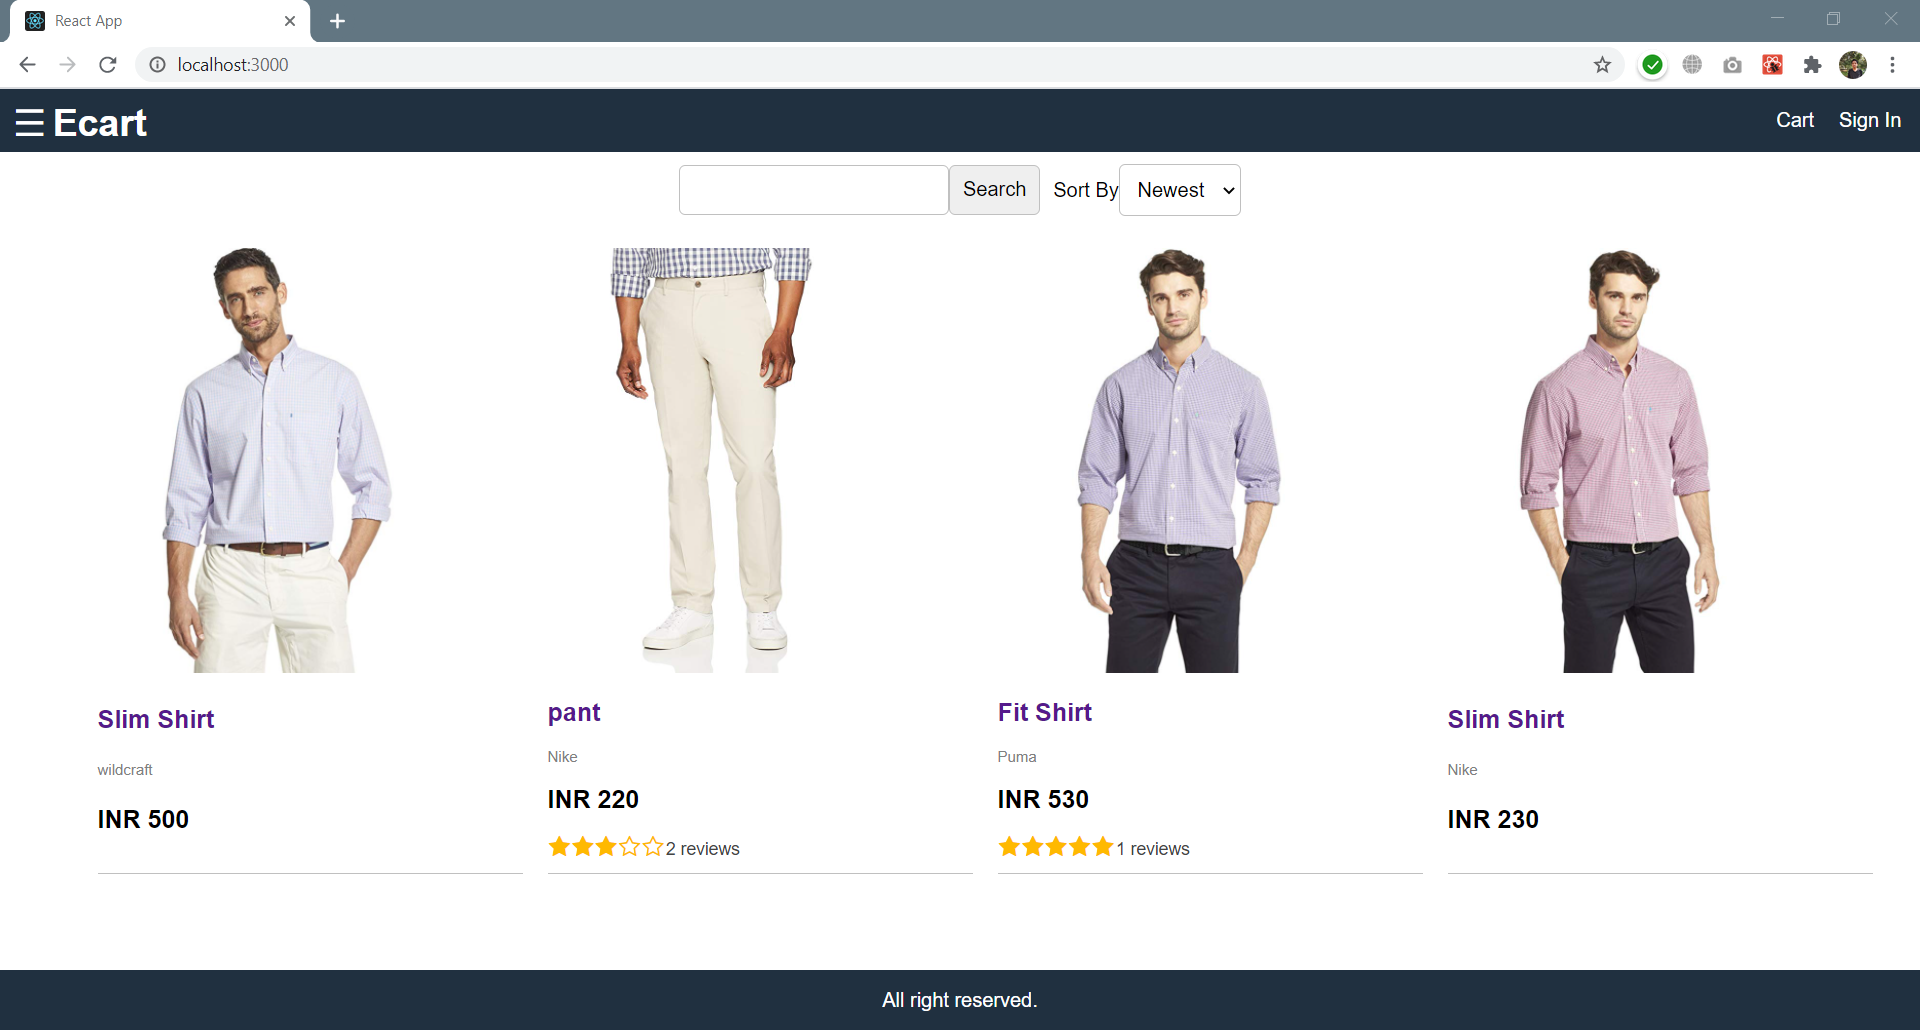 React App
localhost:3000
☰ Ecart
Cart Sign In
Search Sort By Newest
Slim Shirt
wildcraft
INR 500
pant
Nike
INR 220
2 reviews
Fit Shirt
Puma
INR 530
1 reviews
Slim Shirt
Nike
INR 230
All right reserved.